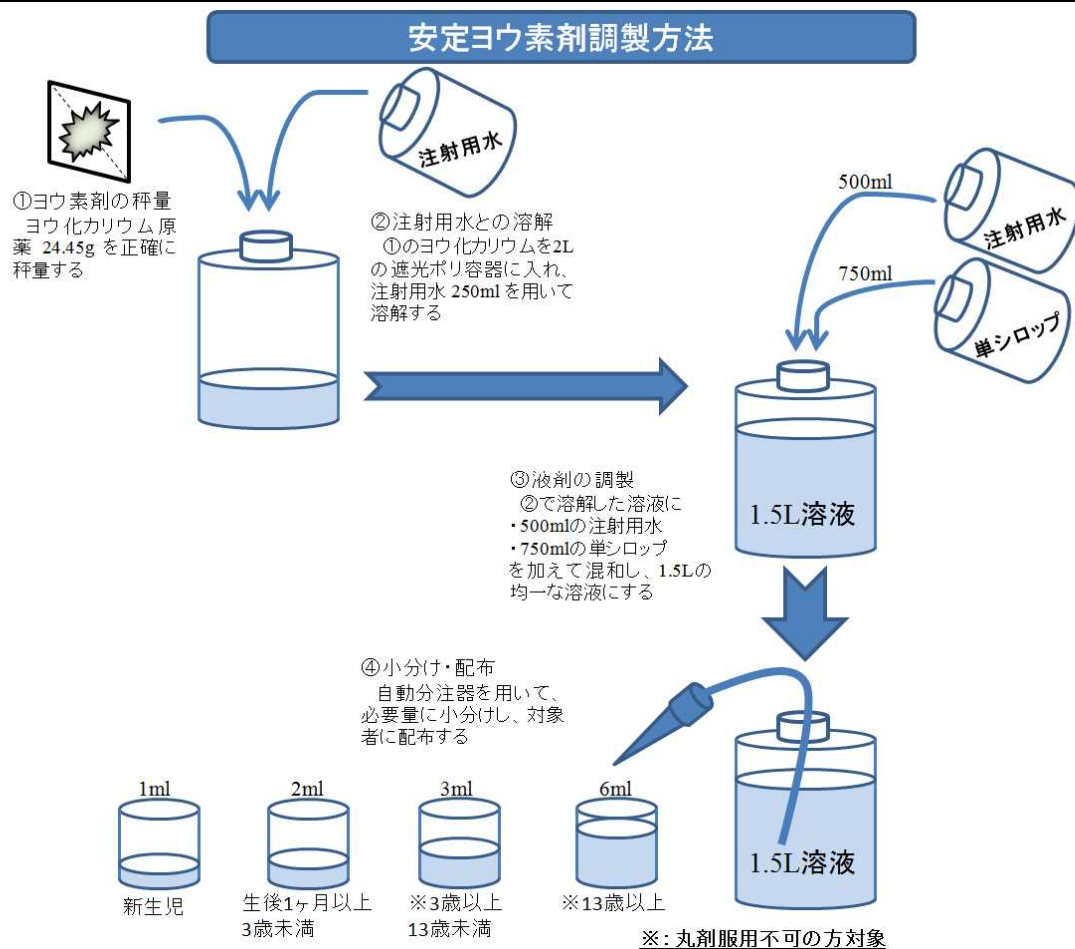 安定ヨウ素剤調製方法
注射用水
①ヨウ素剤の秤量
ヨウ化カリウム原
薬 24.45g を正確に
秤量する
②注射用水との溶解
①のヨウ化カリウムを2L
の遮光ポリ容器に入れ、
注射用水 250ml を用いて
溶解する
500ml
注射用水
750ml
単シロップ
③液剤の調製
②で溶解した溶液に
・500mlの注射用水
・750mlの単シロップ
を加えて混和し、1.5Lの
均一な溶液にする
1.5L溶液
④小分け・配布
自動分注器を用いて、
必要量に小分けし、対象
者に配布する
1ml
2ml
3ml
6ml
1.5L溶液
新生児
生後1ヶ月以上
3歳未満
※3歳以上
13歳未満
※13歳以上
※:丸剤服用不可の方対象